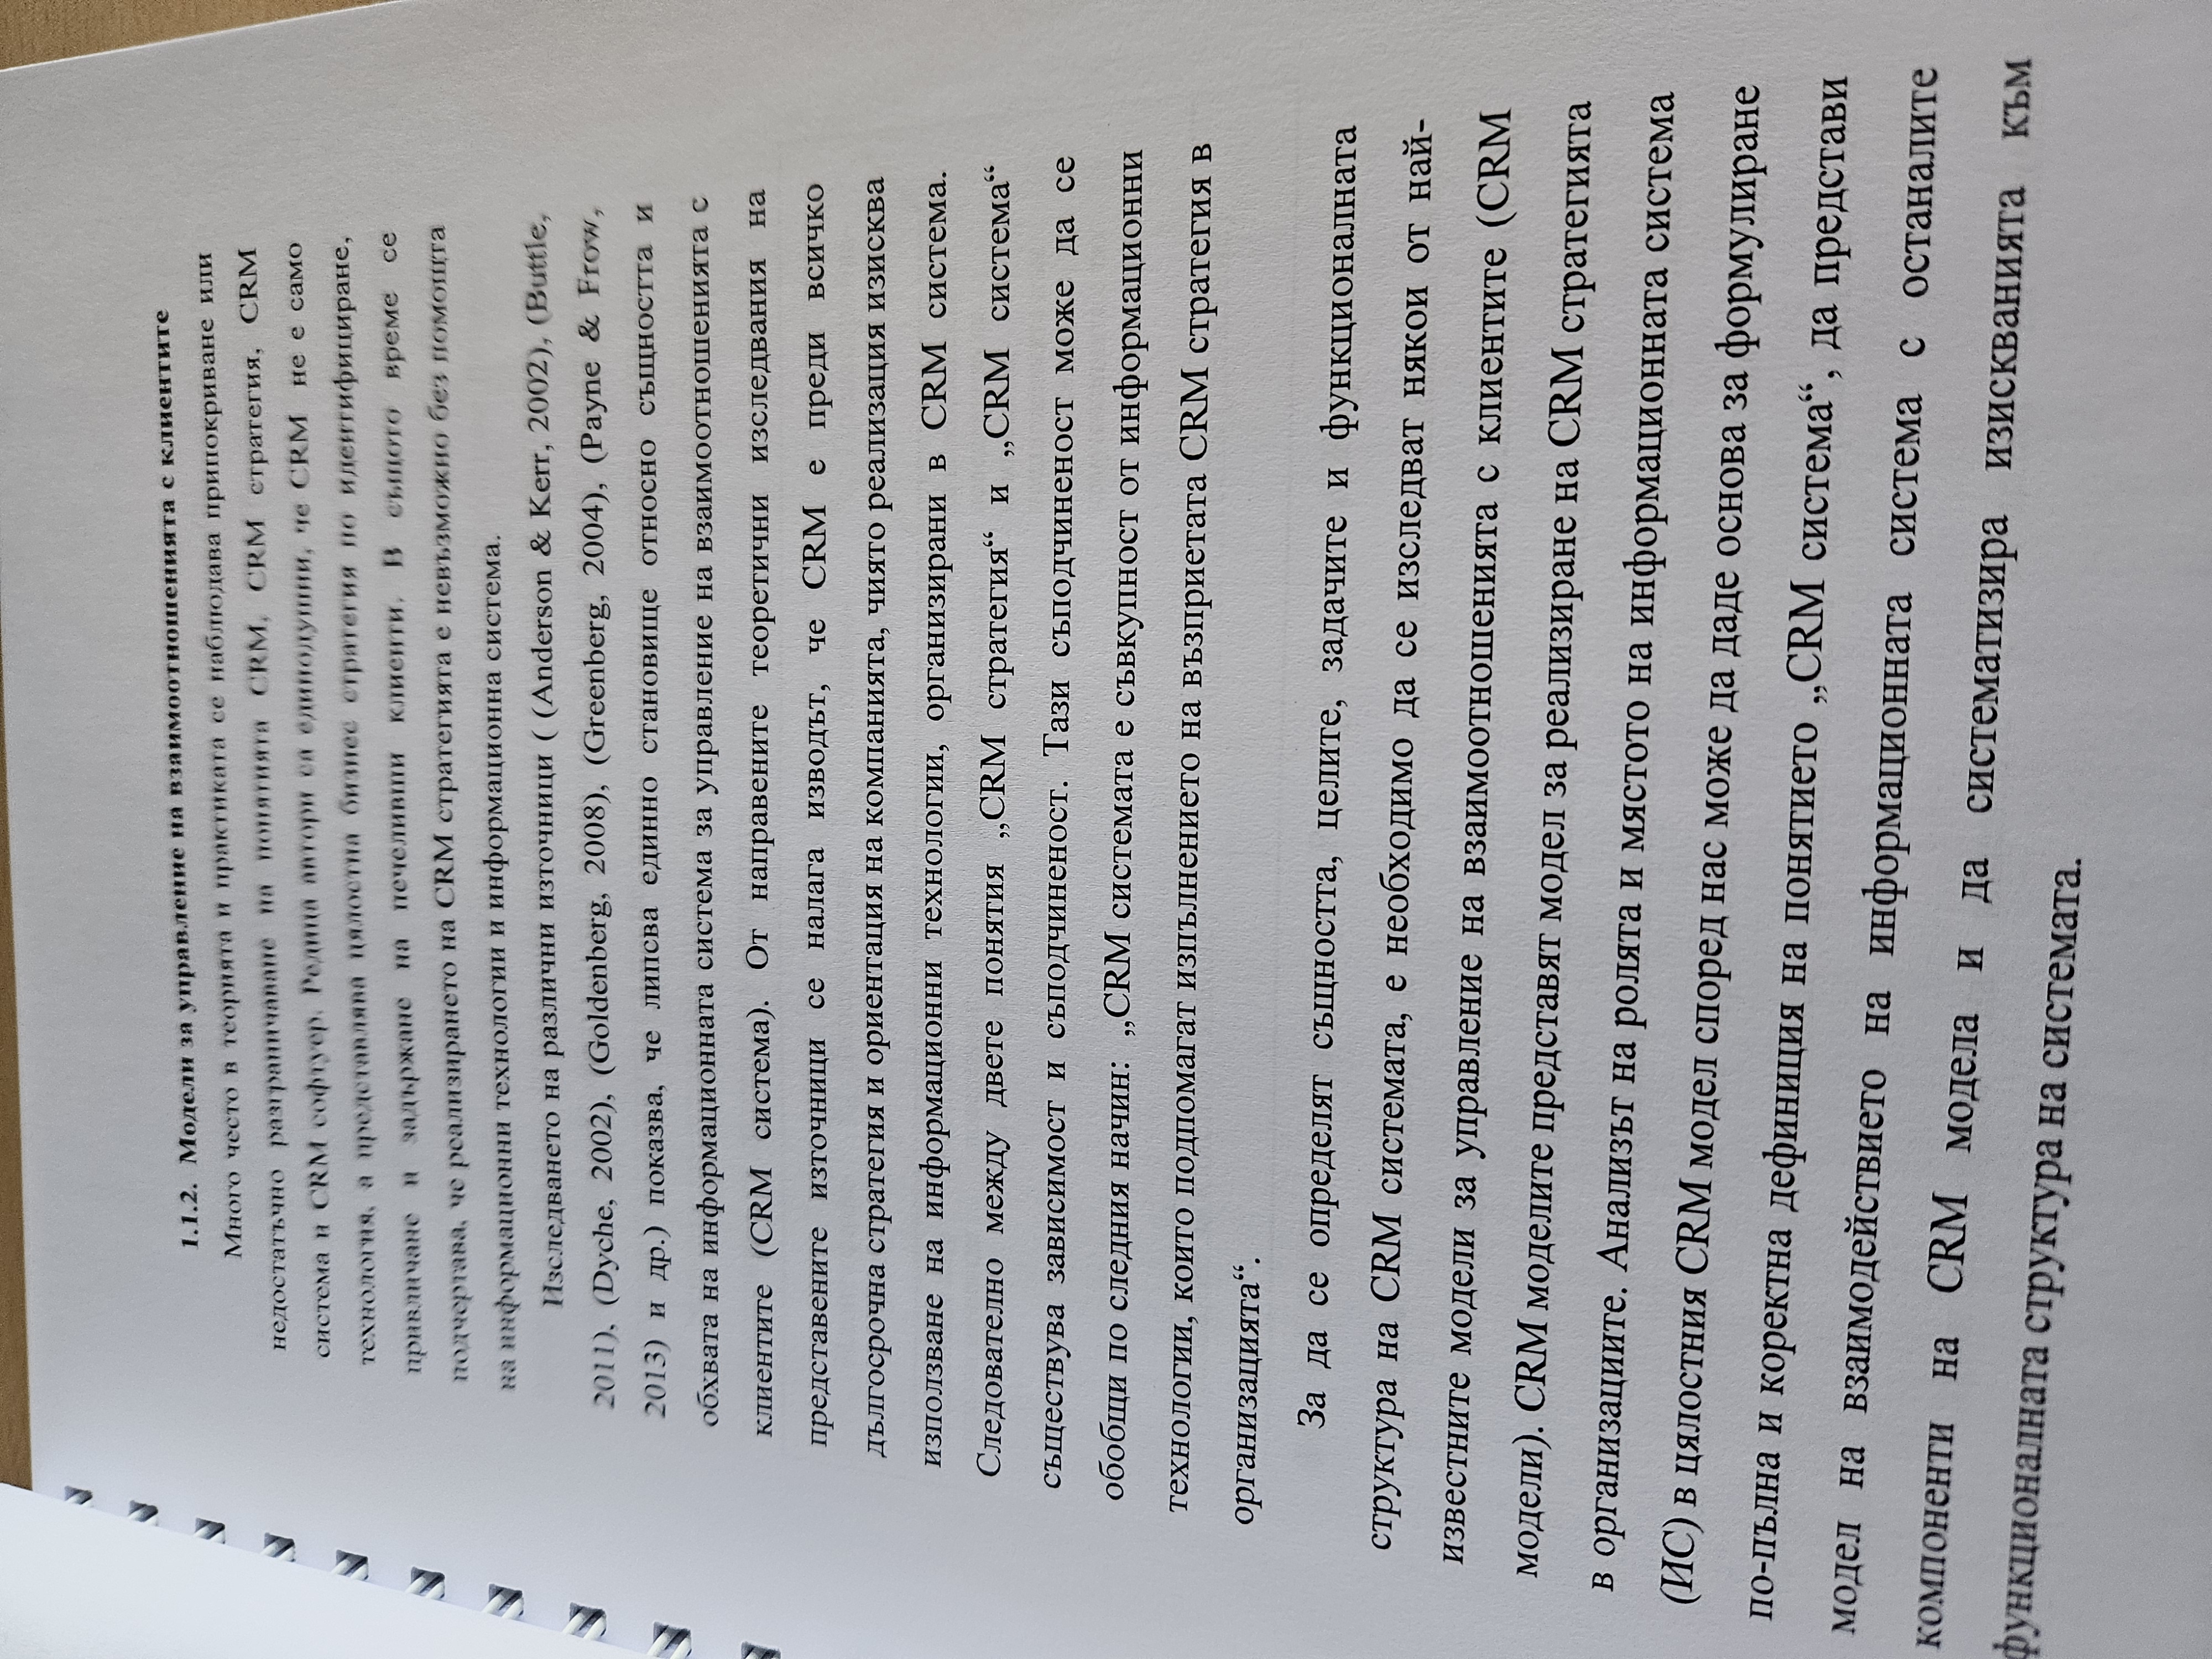 1.1.2. Модели за управление на взаимоотношенията с клиентите
Много често в теорията и практиката се наблюдава припокриване или
недостатъчно разграничаване на понятията CRM, CRM стратегия, CRM
система и CRM софтуер. Редица автори са единодушни, че CRM не е само
технология, а представлява цялостна бизнес стратегия по идентифициране,
привличане и задържане на печеливши клиенти. В същото време се
подчертава, че реализирането на CRM стратегията е невъзможно без помощта
на информационни технологии и информационна система.
Изследването на различни източници ( (Anderson & Kerr, 2002), (Buttle,
2011), (Dyche, 2002), (Goldenberg, 2008), (Greenberg, 2004), (Payne & Frow,
2013) и др.) показва, че липсва единно становище относно същността и
обхвата на информационната система за управление на взаимоотношенията с
клиентите (CRM система). От направените теоретични изследвания на
представените източници се налага изводът, че CRM е преди всичко
дългосрочна стратегия и ориентация на компанията, чиято реализация изисква
използване на информационни технологии, организирани в CRM система.
Следователно между двете понятия „CRM стратегия“ и „CRM система“
съществува зависимост и съподчиненост. Тази съподчиненост може да се
обобщи по следния начин: „CRM системата е съвкупност от информационни
технологии, които подпомагат изпълнението на възприетата CRM стратегия в
организацията“.
За да се определят същността, целите, задачите и функционалната
структура на CRM системата, е необходимо да се изследват някои от най-
известните модели за управление на взаимоотношенията с клиентите (CRM
модели). CRM моделите представят модел за реализиране на CRM стратегията
в организациите. Анализът на ролята и мястото на информационната система
(ИС) в цялостния CRM модел според нас може да даде основа за формулиране
по-пълна и коректна дефиниция на понятието „CRM система“, да представи
модел на взаимодействието на информационната система с останалите
компоненти на CRM модела и да систематизира изискванията към
функционалната структура на системата.